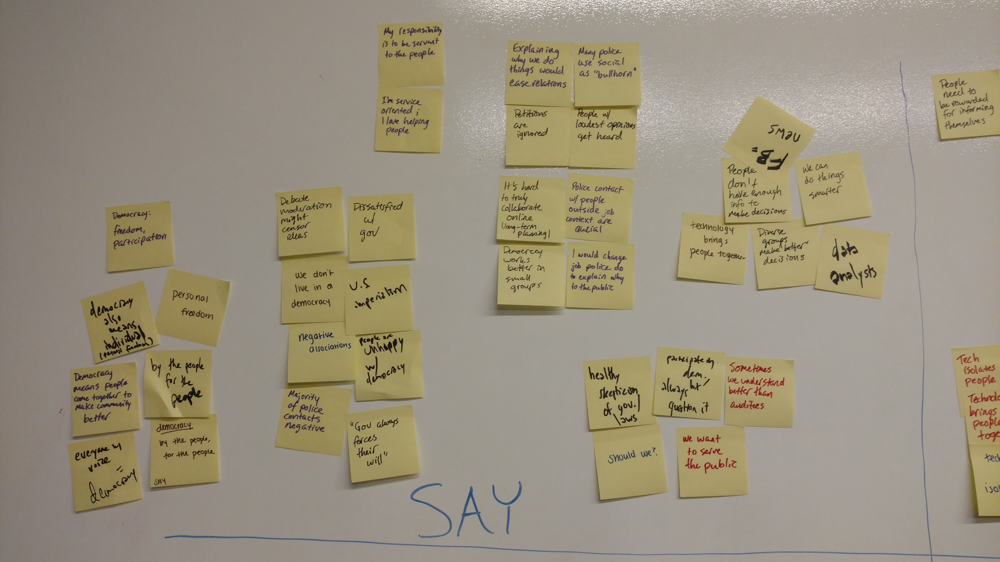 My responsibility
is to be servant
to the people
I'm service
oriented;
I love helping
people
Explaining
why we do
things would
ease relations
Many police
use social
as "bullhorn"
Petitions
are
ignored
People w/
loudest opinions
get heard
It's hard
to truly
collaborate
online
(long-term
planning)
Police contact
w/ people
outside job
context are
crucial
Democracy
works
better in
small
groups
I would change
job police do
to explain why
to the public
FB=
news
People
don't
have enough
info to
make decisions
We can
do things
smarter
technology
brings
people together
Diverse
groups
make "better"
decisions
data
analysts
Democracy:
freedom,
participation
democracy
also
means
individual
(personal freedom)
personal
freedom
Democracy
means people
come together to
make community
better
by the people
for the
people
everyone w/
voice
=
democracy
democracy
by the people,
for the people
SAY
Debate
moderation
might
censor
ideas
Dissatisfied
w/
gov
we don't
live in a
democracy
U.S
imperialism
negative
associations
people are
unhappy
w/
democracy
Majority
of police
contacts
negative
"Gov always
forces
their
will"
healthy
skepticism
of gov./
laws
participate in
dem.
always but
question it
Sometimes
we understand
better than
auditees
should we?
we want
to serve
the public
SAY
People
need to
be rewarded
for informing
themselves
Tech
isolates
people
Technolo
brings
people
toge
tech
isol